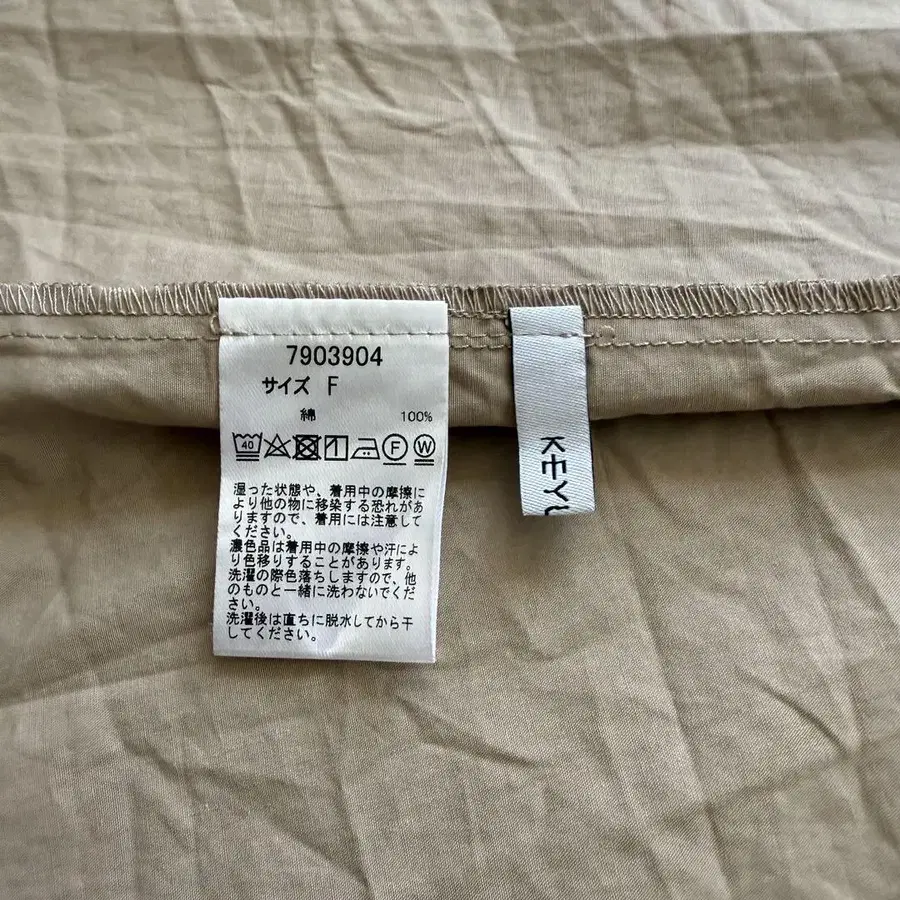 7903904
サイズ F
綿 100%
40
F
W
湿った状態や、着用中の摩擦に
より他の物に移染する恐れがあ
りますので、着用には注意して
ください。
濃色品は着用中の摩擦や汗によ
り色移りすることがあります。
洗濯の際色落ちしますので、他
のものと一緒に洗わないでくだ
さい。
洗濯後は直ちに脱水してから干
してください。
KEY